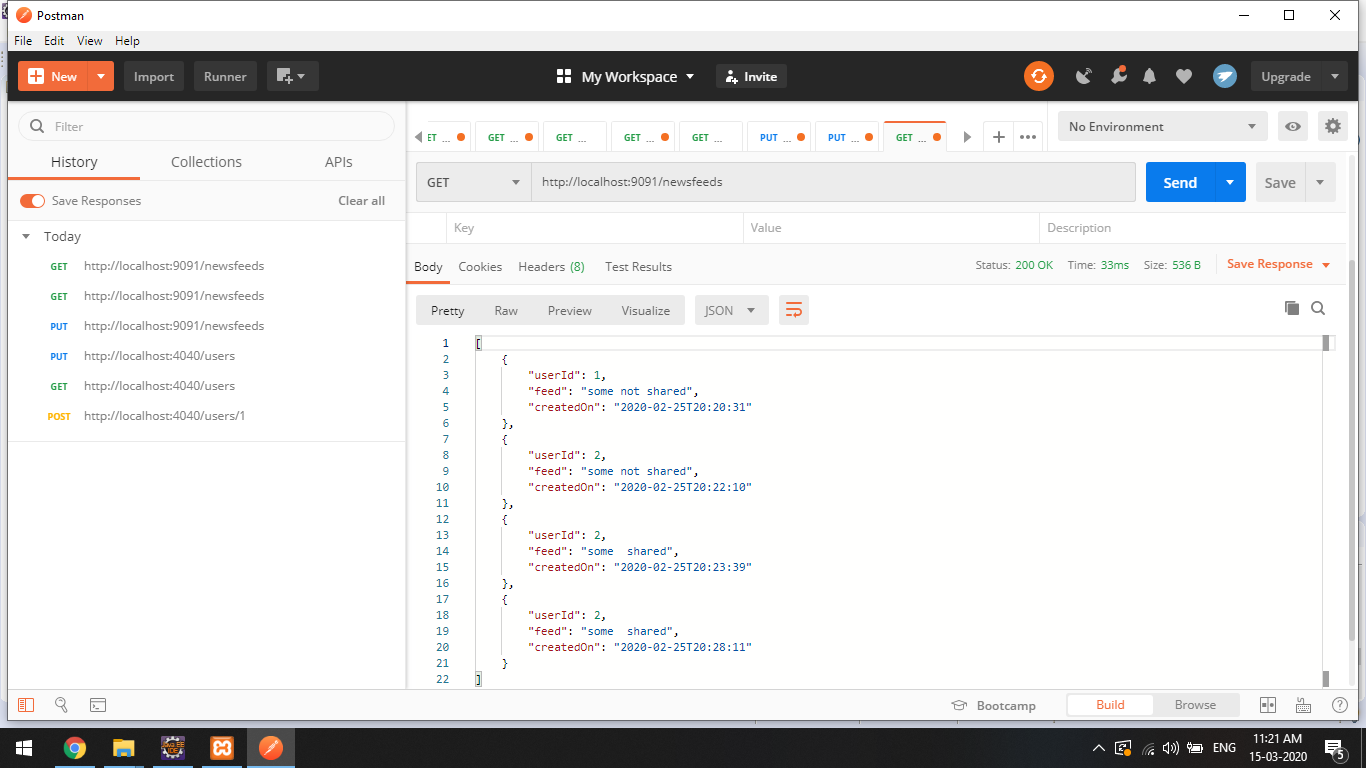 Postman
File Edit View Help
New Import Runner My Workspace Invite Upgrade
Filter
History Collections APIs
Save Responses Clear all
Today
GET http://localhost:9091/newsfeeds
GET http://localhost:9091/newsfeeds
PUT http://localhost:9091/newsfeeds
PUT http://localhost:4040/users
GET http://localhost:4040/users
POST http://localhost:4040/users/1
ET ... GET ... GET ... GET ... GET ... PUT ... PUT ... GET ... No Environment
GET http://localhost:9091/newsfeeds Send Save
Key Value Description
Body Cookies Headers (8) Test Results Status: 200 OK Time: 33ms Size: 536 B Save Response
Pretty Raw Preview Visualize JSON
1 [
2 {
3 "userId": 1,
4 "feed": "some not shared",
5 "createdOn": "2020-02-25T20:20:31"
6 },
7 {
8 "userId": 2,
9 "feed": "some not shared",
10 "createdOn": "2020-02-25T20:22:10"
11 },
12 {
13 "userId": 2,
14 "feed": "some  shared",
15 "createdOn": "2020-02-25T20:23:39"
16 },
17 {
18 "userId": 2,
19 "feed": "some  shared",
20 "createdOn": "2020-02-25T20:28:11"
21 }
22 ]
Bootcamp Build Browse
ENG 11:21 AM
15-03-2020 5